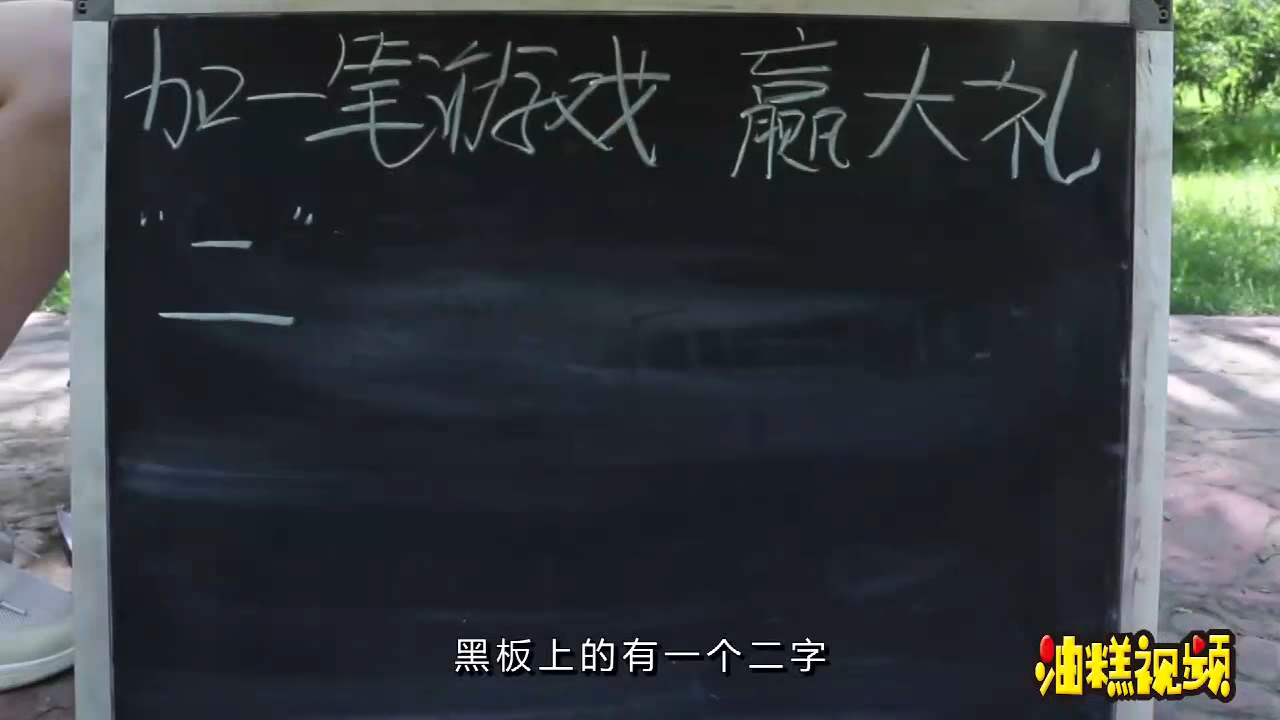 加一笔游戏 赢大礼
“二”
黑板上的有一个二字
油糕视频